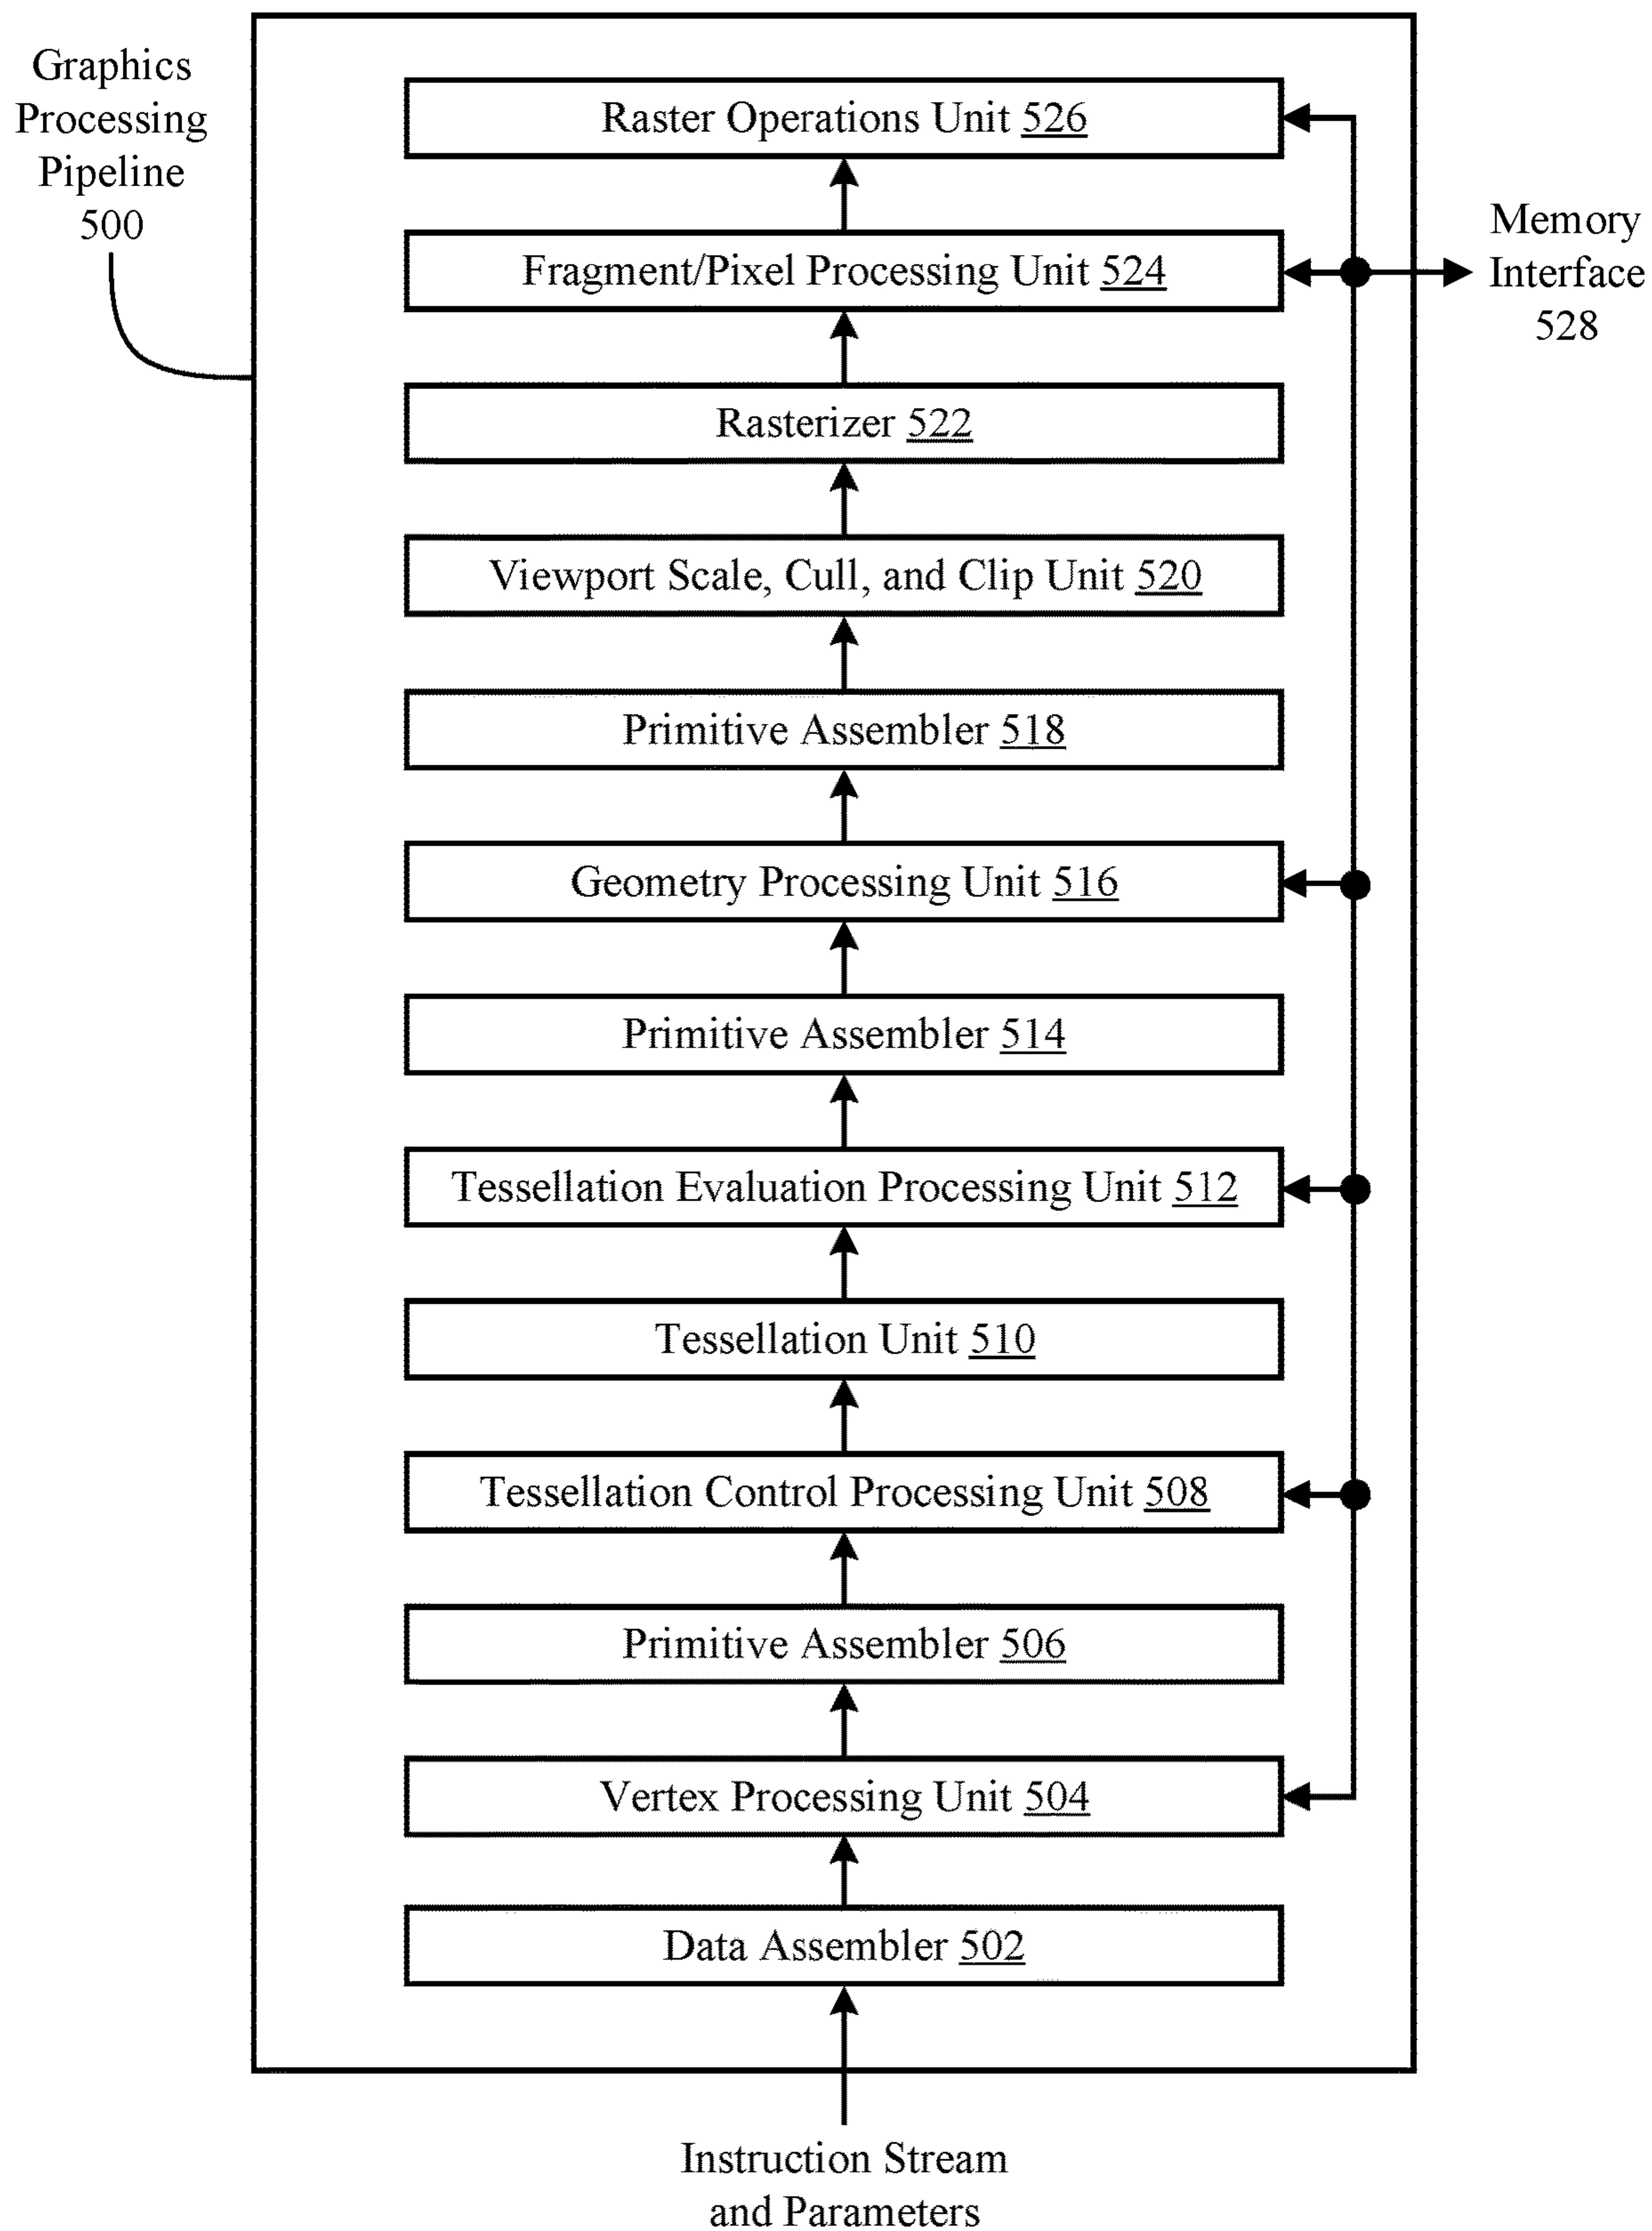 Graphics
Processing
Pipeline
500
Raster Operations Unit 526
Fragment/Pixel Processing Unit 524
Memory
Interface
528
Rasterizer 522
Viewport Scale, Cull, and Clip Unit 520
Primitive Assembler 518
Geometry Processing Unit 516
Primitive Assembler 514
Tessellation Evaluation Processing Unit 512
Tessellation Unit 510
Tessellation Control Processing Unit 508
Primitive Assembler 506
Vertex Processing Unit 504
Data Assembler 502
Instruction Stream
and Parameters